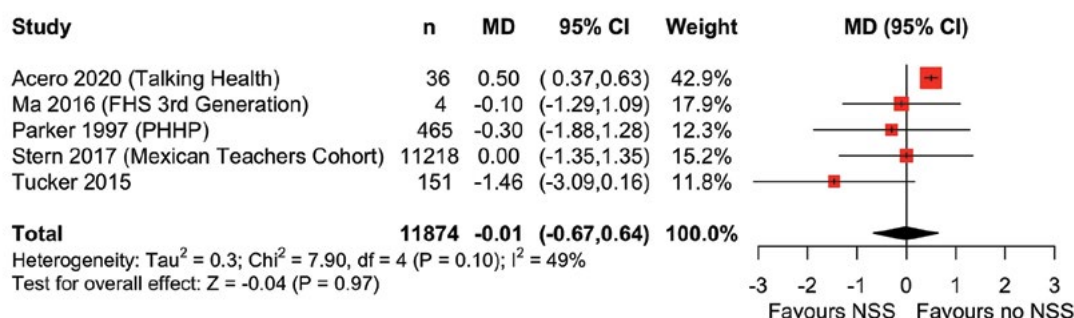 Study n MD 95% CI Weight MD (95% CI)
Acero 2020 (Talking Health) 36 0.50 ( 0.37,0.63) 42.9%
Ma 2016 (FHS 3rd Generation) 4 -0.10 (-1.29,1.09) 17.9%
Parker 1997 (PHHP) 465 -0.30 (-1.88,1.28) 12.3%
Stern 2017 (Mexican Teachers Cohort) 11218 0.00 (-1.35,1.35) 15.2%
Tucker 2015 151 -1.46 (-3.09,0.16) 11.8%
Total 11874 -0.01 (-0.67,0.64) 100.0%
Heterogeneity: Tau² = 0.3; Chi² = 7.90, df = 4 (P = 0.10); I² = 49%
Test for overall effect: Z = -0.04 (P = 0.97)
-3 -2 -1 0 1 2 3
Favours NSS Favours no NSS